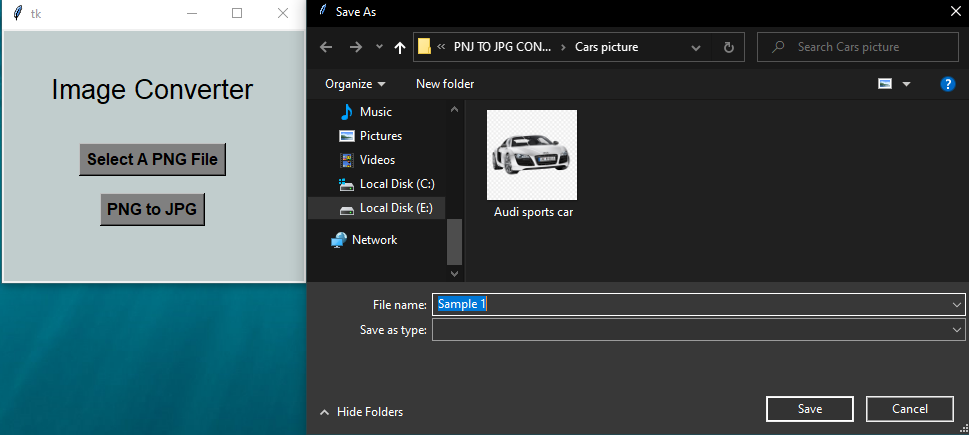 tk
Image Converter
Select A PNG File
PNG to JPG
Save As
« PNJ TO JPG CON... › Cars picture
Search Cars picture
Organize
New folder
Music
Pictures
Videos
Local Disk (C:)
Local Disk (E:)
Network
Audi sports car
File name: Sample 1
Save as type:
Hide Folders
Save
Cancel